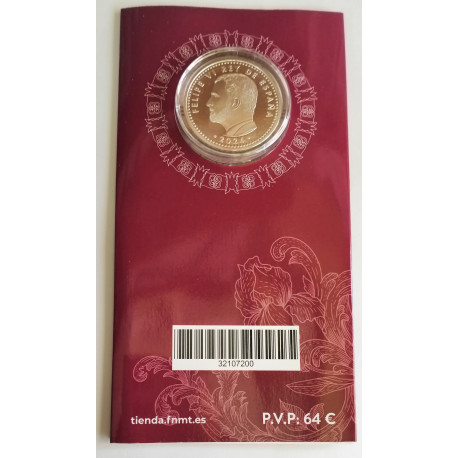 FELIPE VI REY DE ESPAÑA
2024
32107200
tienda.fnmt.es
P.V.P: 64 €